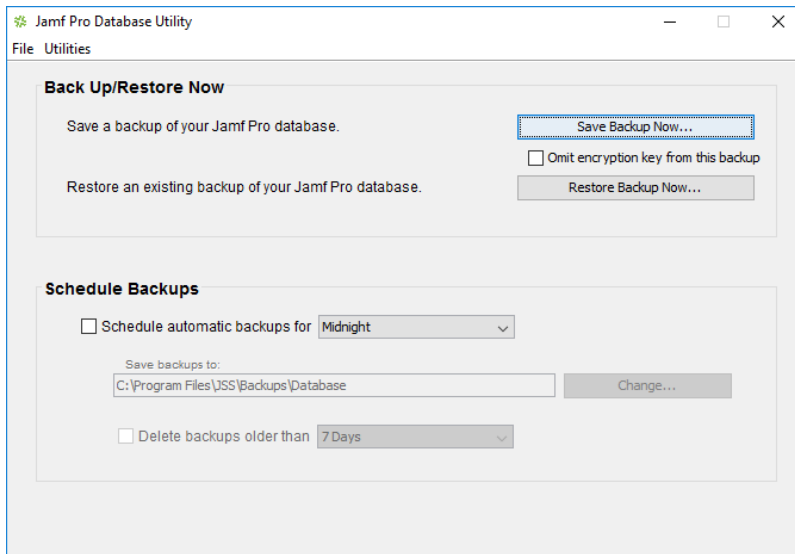 Jamf Pro Database Utility
File Utilities
Back Up/Restore Now
Save a backup of your Jamf Pro database.
Save Backup Now...
Omit encryption key from this backup
Restore an existing backup of your Jamf Pro database.
Restore Backup Now...
Schedule Backups
Schedule automatic backups for Midnight
Save backups to:
C:\Program Files\JSS\Backups\Database
Change...
Delete backups older than 7 Days